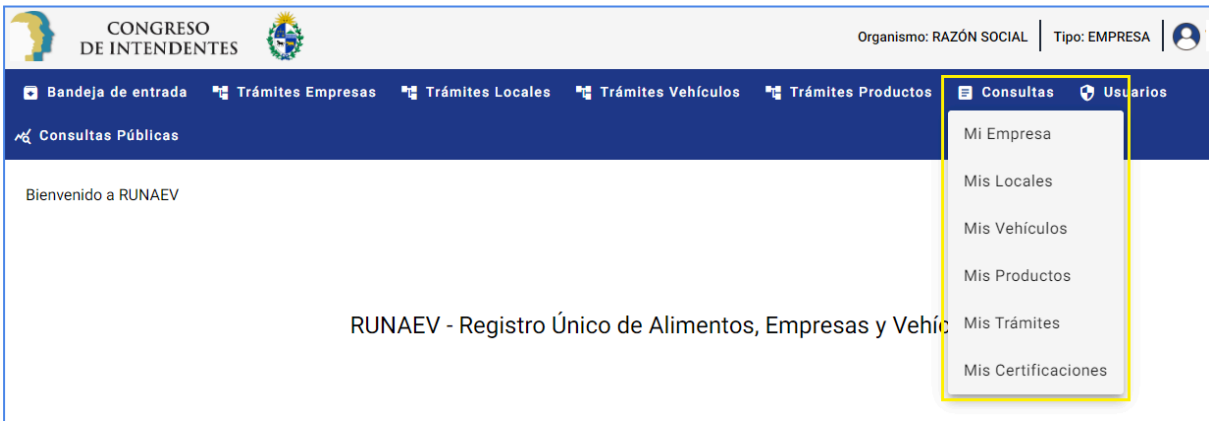 CONGRESO
DE INTENDENTES
Organismo: RAZÓN SOCIAL
Tipo: EMPRESA
Bandeja de entrada
Trámites Empresas
Trámites Locales
Trámites Vehículos
Trámites Productos
Consultas
Usuarios
Consultas Públicas
Mi Empresa
Mis Locales
Mis Vehículos
Mis Productos
Mis Trámites
Mis Certificaciones
Bienvenido a RUNAEV
RUNAEV - Registro Único de Alimentos, Empresas y